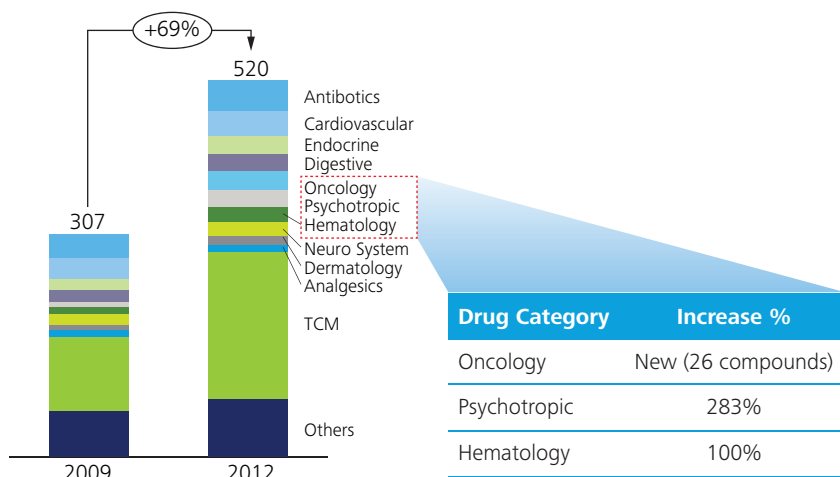 +69%
520
307
Antibotics
Cardiovascular
Endocrine
Digestive
Oncology
Psychotropic
Hematology
Neuro System
Dermatology
Analgesics
TCM
Others
2009
2012
Drug Category Increase %
Oncology New (26 compounds)
Psychotropic 283%
Hematology 100%